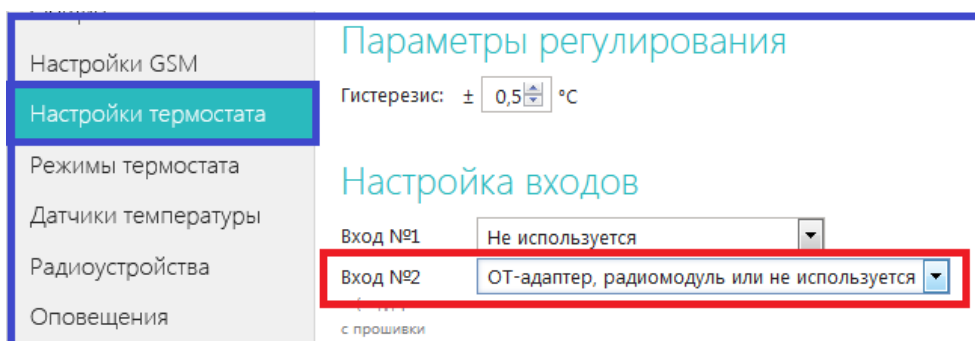 Настройки GSM
Настройки термостата
Режимы термостата
Датчики температуры
Радиоустройства
Оповещения
Параметры регулирования
Гистерезис: ± 0,5 °C
Настройка входов
Вход №1 Не используется
Вход №2 ОТ-адаптер, радиомодуль или не используется
с прошивки